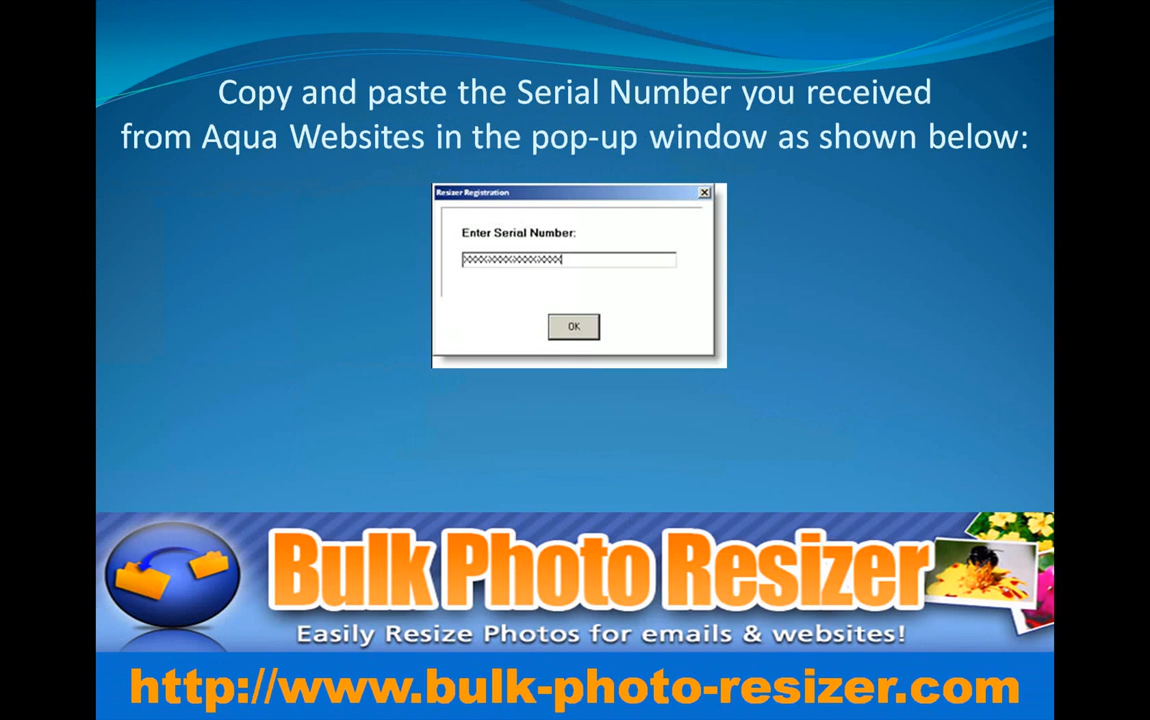 Copy and paste the Serial Number you received
from Aqua Websites in the pop-up window as shown below:
Resizer Registration
Enter Serial Number:
OK
Bulk Photo Resizer
Easily Resize Photos for emails & websites!
http://www.bulk-photo-resizer.com